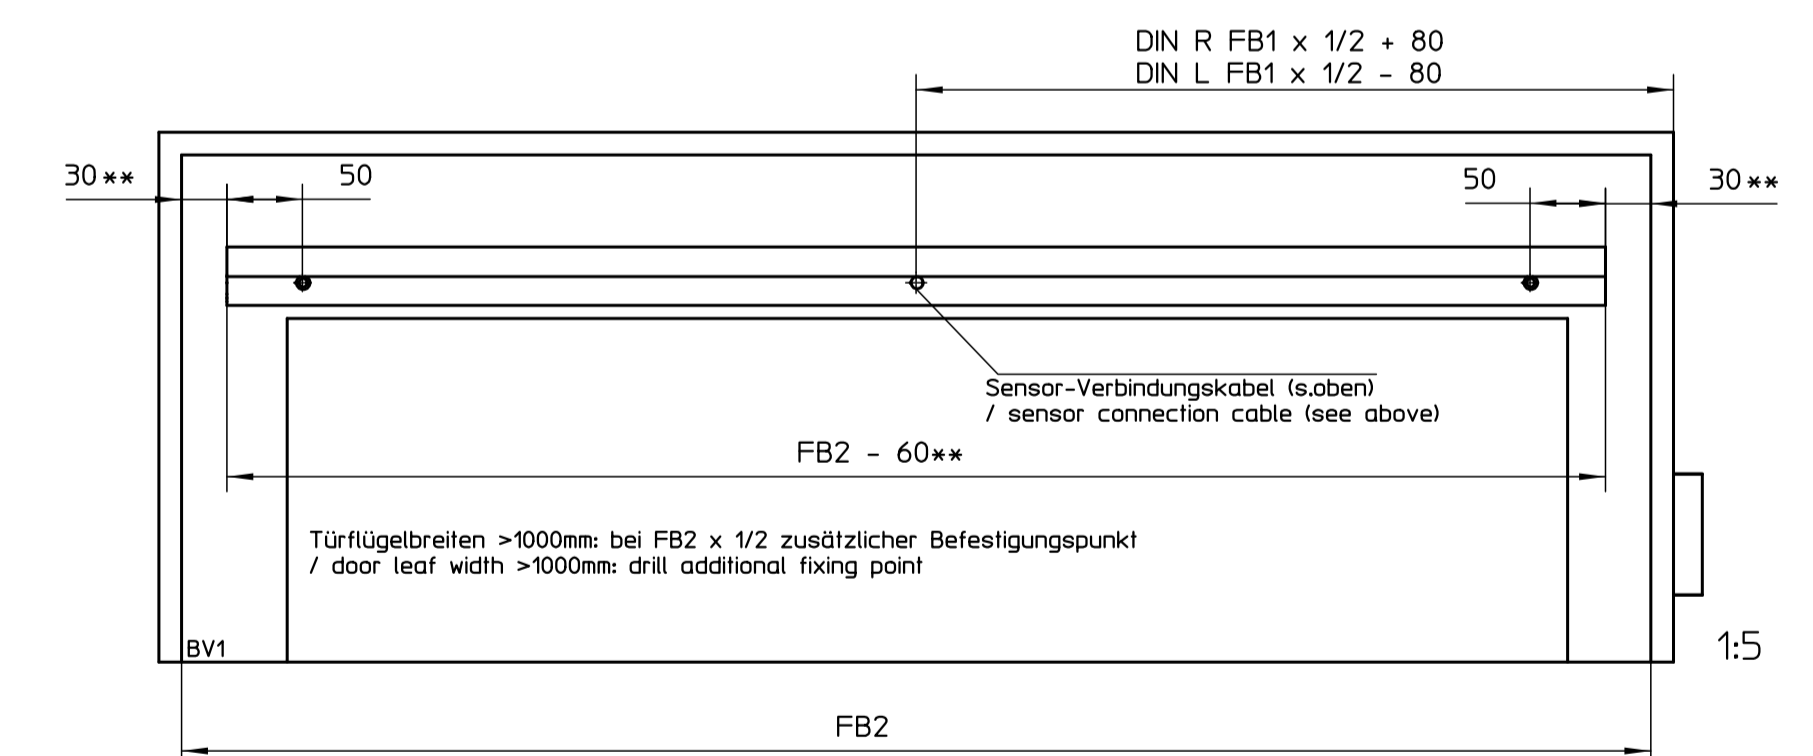 DIN R FB1 x 1/2 + 80
DIN L FB1 x 1/2 - 80
30**
50
50
30**
Sensor-Verbindungskabel (s.oben)
/ sensor connection cable (see above)
FB2 - 60**
Türflügelbreiten >1000mm: bei FB2 x 1/2 zusätzlicher Befestigungspunkt
/ door leaf width >1000mm: drill additional fixing point
BV1
1:5
FB2